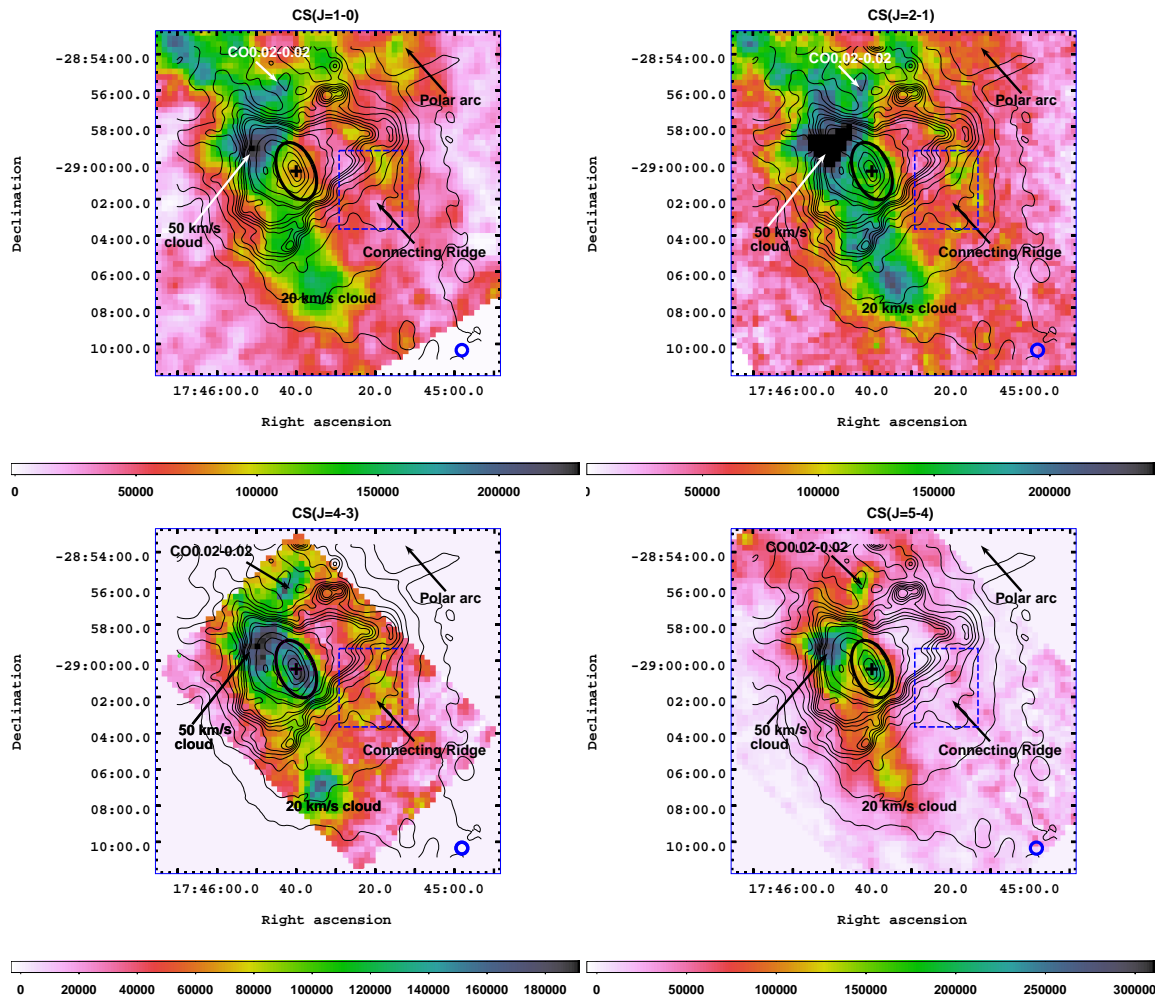 CS(J=1-0)
CO0.02-0.02
Polar arc
50 km/s
cloud
Connecting Ridge
20 km/s cloud
-28:54:00.0
56:00.0
58:00.0
-29:00:00.0
02:00.0
04:00.0
06:00.0
08:00.0
10:00.0
Declination
17:46:00.0 40.0 20.0 45:00.0
Right ascension
0 50000 100000 150000 200000
CS(J=2-1)
CO0.02-0.02
Polar arc
50 km/s
cloud
Connecting Ridge
20 km/s cloud
-28:54:00.0
56:00.0
58:00.0
-29:00:00.0
02:00.0
04:00.0
06:00.0
08:00.0
10:00.0
Declination
17:46:00.0 40.0 20.0 45:00.0
Right ascension
50000 100000 150000 200000
CS(J=4-3)
CO0.02-0.02
Polar arc
50 km/s
cloud
Connecting Ridge
20 km/s cloud
-28:54:00.0
56:00.0
58:00.0
-29:00:00.0
02:00.0
04:00.0
06:00.0
08:00.0
10:00.0
Declination
17:46:00.0 40.0 20.0 45:00.0
Right ascension
0 20000 40000 60000 80000 100000 120000 140000 160000 180000
CS(J=5-4)
CO0.02-0.02
Polar arc
50 km/s
cloud
Connecting Ridge
20 km/s cloud
-28:54:00.0
56:00.0
58:00.0
-29:00:00.0
02:00.0
04:00.0
06:00.0
08:00.0
10:00.0
Declination
17:46:00.0 40.0 20.0 45:00.0
Right ascension
0 50000 100000 150000 200000 250000 300000